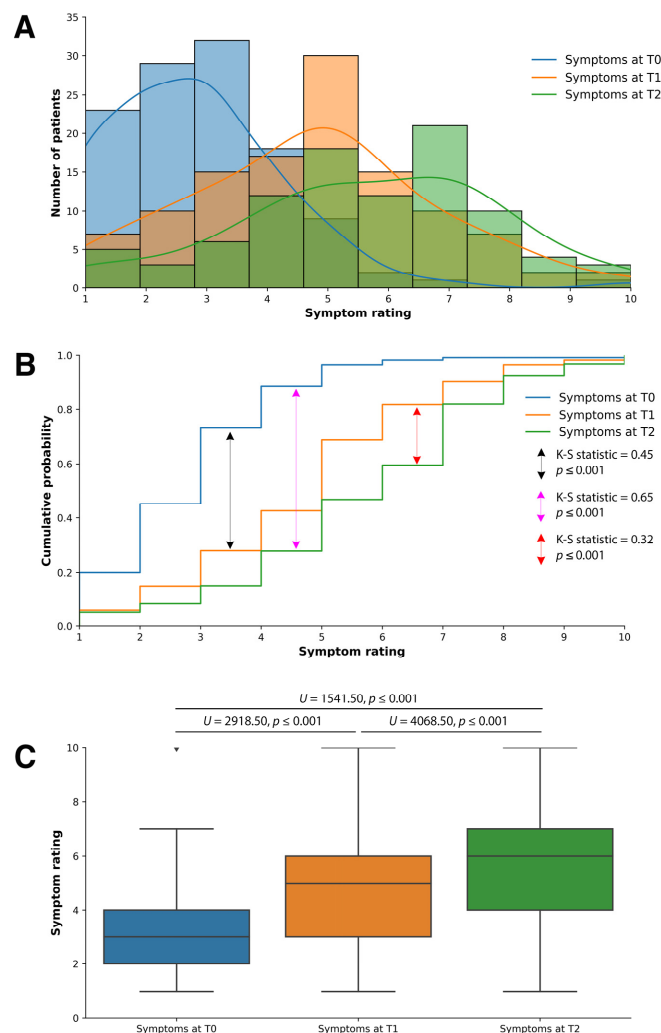 A
35
30
25
20
15
10
5
0
Number of patients
1 2 3 4 5 6 7 8 9 10
Symptom rating
Symptoms at T0
Symptoms at T1
Symptoms at T2
B
1.0
0.8
0.6
0.4
0.2
0.0
Cumulative probability
1 2 3 4 5 6 7 8 9 10
Symptom rating
Symptoms at T0
Symptoms at T1
Symptoms at T2
K-S statistic = 0.45
p ≤ 0.001
K-S statistic = 0.65
p ≤ 0.001
K-S statistic = 0.32
p ≤ 0.001
U = 1541.50, p ≤ 0.001
U = 2918.50, p ≤ 0.001 U = 4068.50, p ≤ 0.001
C
10
8
6
4
2
0
Symptom rating
Symptoms at T0 Symptoms at T1 Symptoms at T2